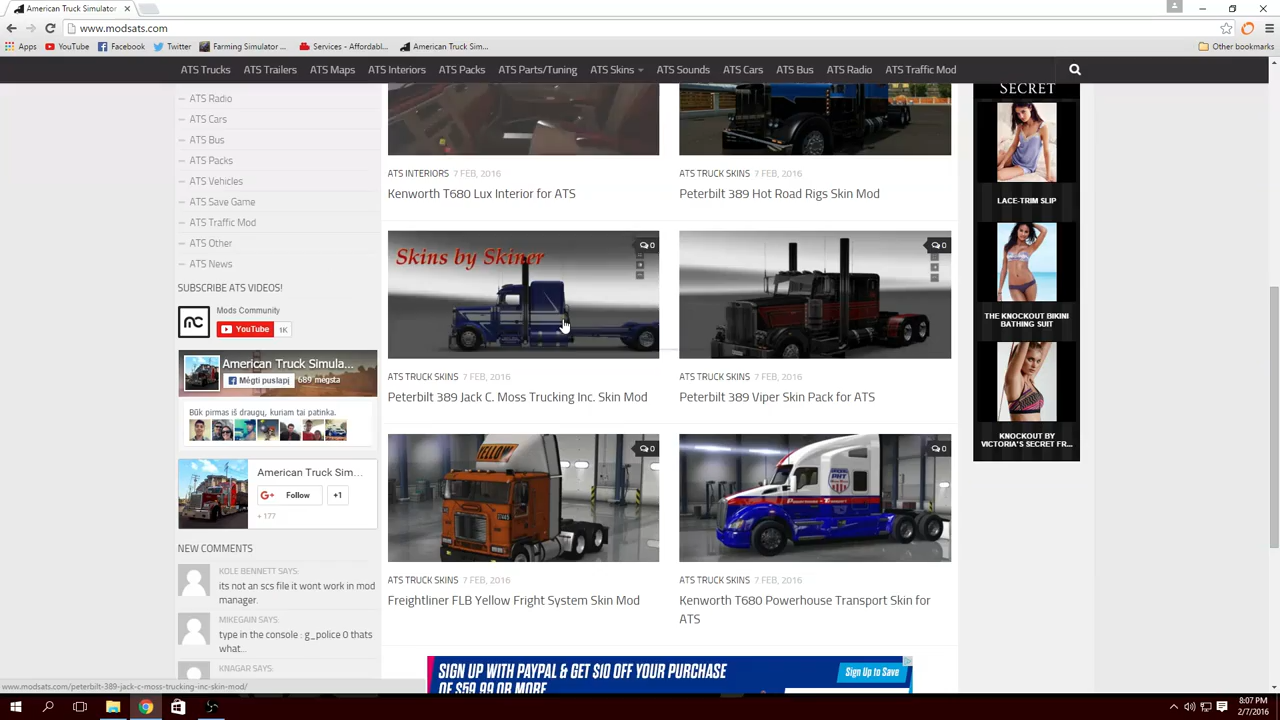 American Truck Simulator
www.modsats.com
Apps
YouTube
Facebook
Twitter
Farming Simulator ...
Services - Affordabl...
American Truck Sim...
Other bookmarks
ATS Trucks
ATS Trailers
ATS Maps
ATS Interiors
ATS Packs
ATS Parts/Tuning
ATS Skins
ATS Sounds
ATS Cars
ATS Bus
ATS Radio
ATS Traffic Mod
ATS Radio
ATS Cars
ATS Bus
ATS Packs
ATS Vehicles
ATS Save Game
ATS Traffic Mod
ATS Other
ATS News
SUBSCRIBE ATS VIDEOS!
Mods Community
YouTube 1K
American Truck Simula...
Mėgti puslapį 689 mėgsta
Būk pirmas iš draugų, kuriam tai patinka.
American Truck Sim...
Follow +1
+ 177
NEW COMMENTS
KOLE BENNETT SAYS:
its not an scs file it wont work in mod
manager.
MIKEGAIN SAYS
type in the console : g_police 0 thats
what...
KNAGAR SAYS:
ATS INTERIORS 7 FEB, 2016
Kenworth T680 Lux Interior for ATS
ATS TRUCK SKINS 7 FEB, 2016
Peterbilt 389 Hot Road Rigs Skin Mod
Skins by Skiner
0
ATS TRUCK SKINS 7 FEB, 2016
Peterbilt 389 Jack C. Moss Trucking Inc. Skin Mod
0
ATS TRUCK SKINS 7 FEB, 2016
Peterbilt 389 Viper Skin Pack for ATS
YELLOW
0
ATS TRUCK SKINS 7 FEB, 2016
Freightliner FLB Yellow Fright System Skin Mod
0
ATS TRUCK SKINS 7 FEB, 2016
Kenworth T680 Powerhouse Transport Skin for
ATS
SIGN UP WITH PAYPAL & GET $10 OFF YOUR PURCHASE
OF $59.99 OR MORE
Sign Up to Save
SECRET
LACE-TRIM SLIP
THE KNOCKOUT BIKINI
BATHING SUIT
KNOCKOUT BY
VICTORIA'S SECRET FR...
www.modsats.com/peterbilt-389-jack-c-moss-trucking-inc-skin-mod/
8:07 PM
2/7/2016